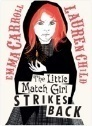 EMMA CARROLL
LAUREN CHILD
The Little
Match Girl
STRIKES
BACK